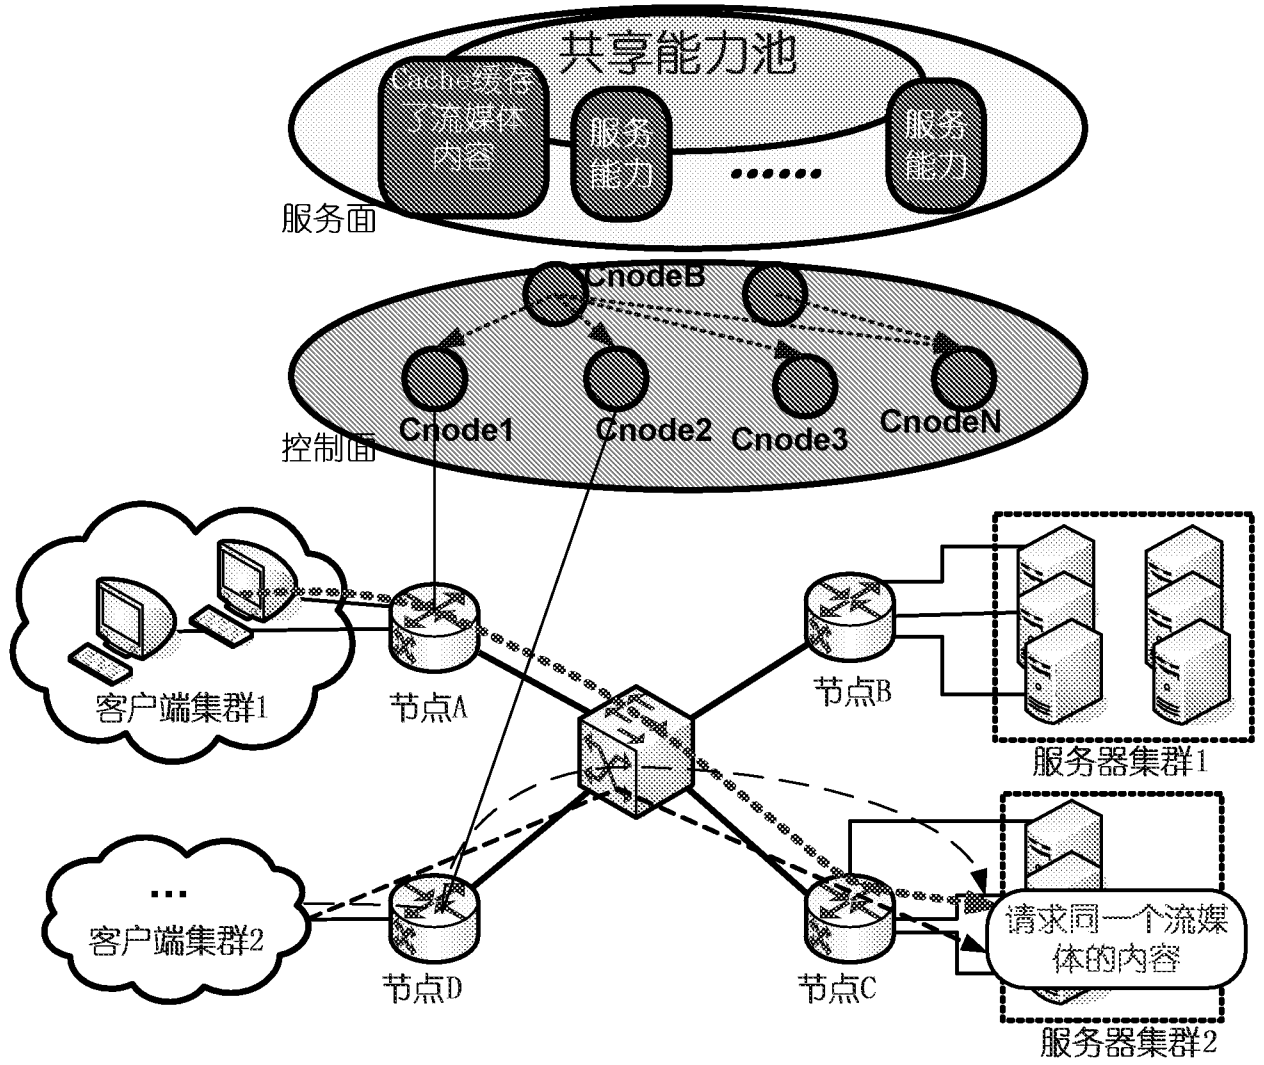 共享能力池
Cache缓存
了流媒体
内容
服务
能力
......
服务
能力
服务面
CnodeB
Cnode1
Cnode2
Cnode3
CnodeN
控制面
客户端集群1
节点A
节点B
服务器集群1
...
客户端集群2
节点D
节点C
请求同一个流媒
体的内容
服务器集群2